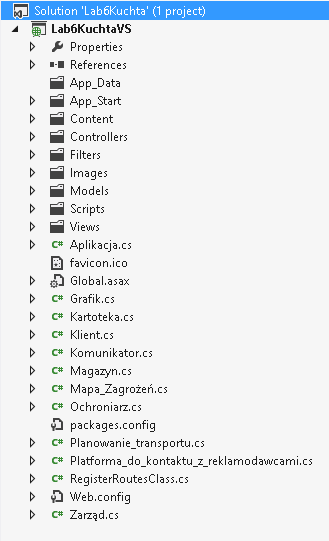 Solution 'Lab6Kuchta' (1 project)
Lab6KuchtaVS
Properties
References
App_Data
App_Start
Content
Controllers
Filters
Images
Models
Scripts
Views
C# Aplikacja.cs
favicon.ico
Global.asax
C# Grafik.cs
C# Kartoteka.cs
C# Klient.cs
C# Komunikator.cs
C# Magazyn.cs
C# Mapa_Zagrożeń.cs
C# Ochroniarz.cs
packages.config
C# Planowanie_transportu.cs
C# Platforma_do_kontaktu_z_reklamodawcami.cs
C# RegisterRoutesClass.cs
Web.config
C# Zarząd.cs